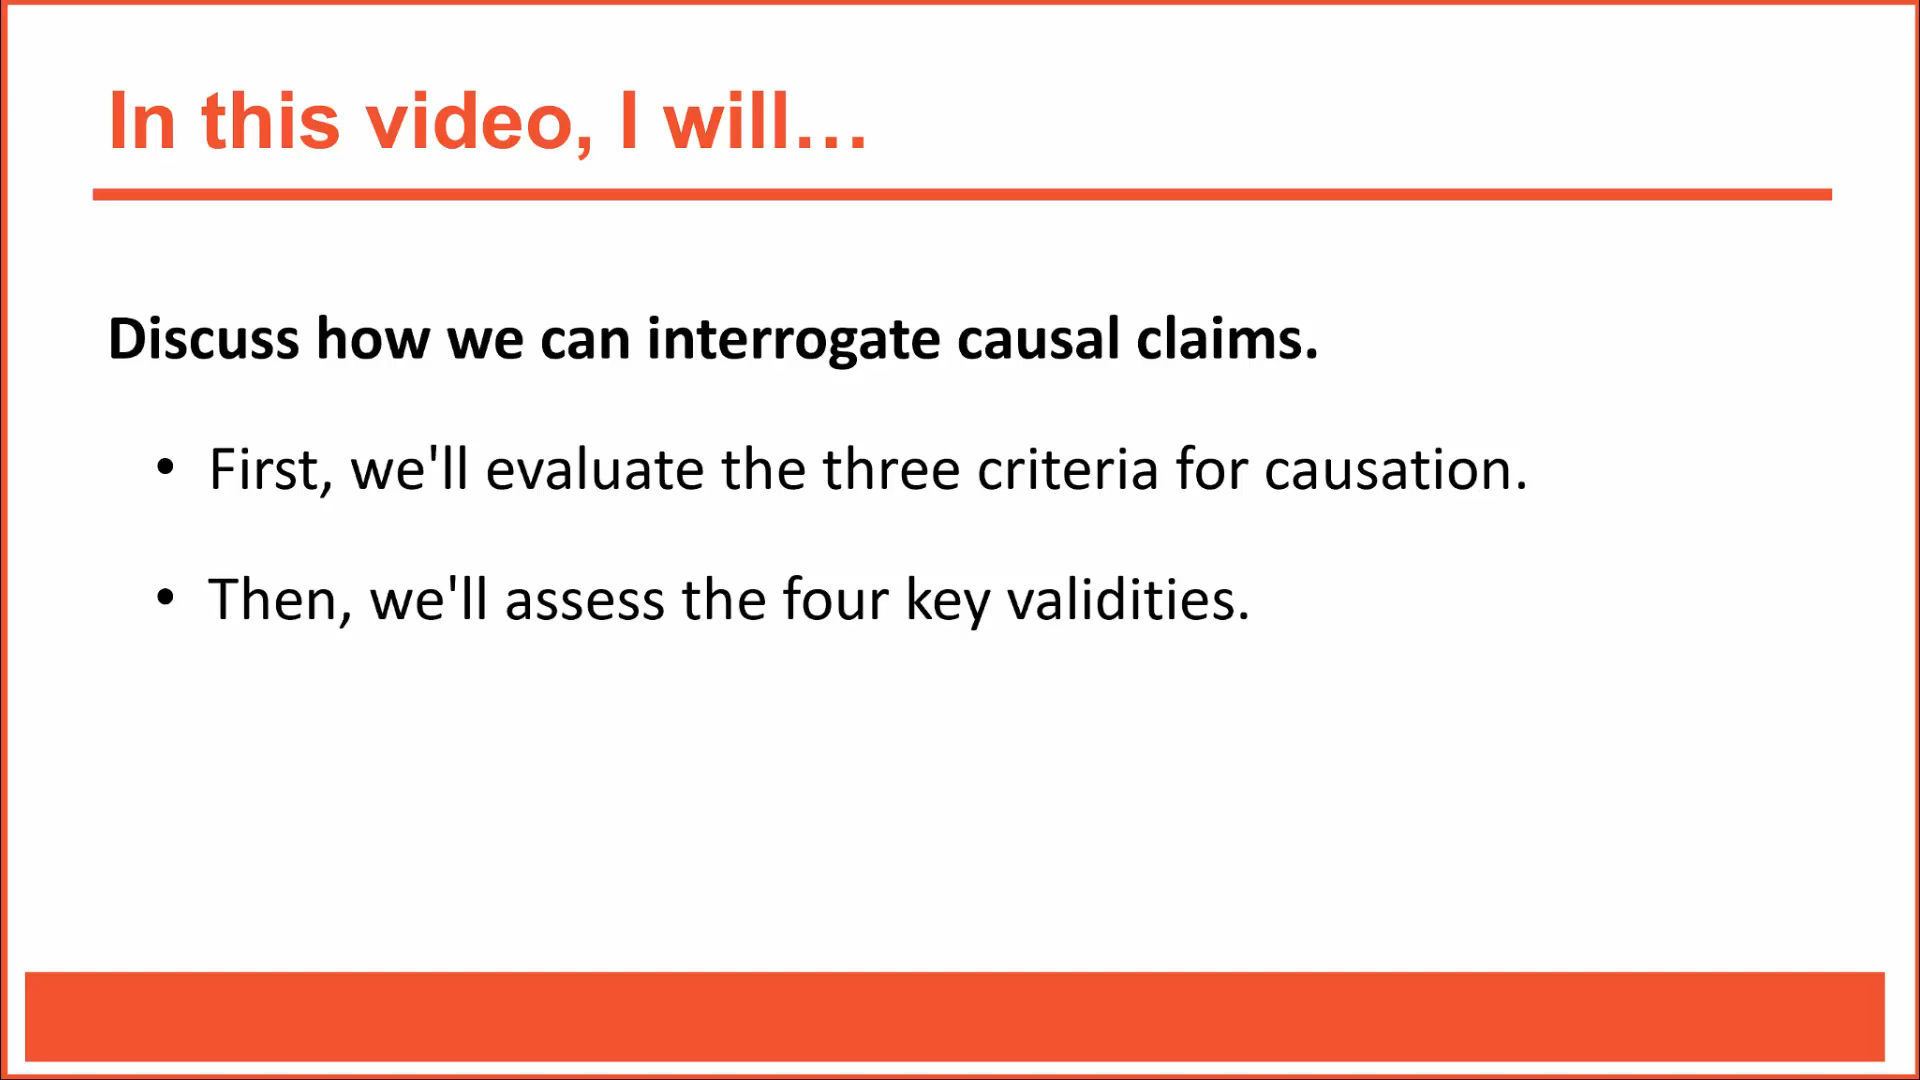 In this video, I will…
Discuss how we can interrogate causal claims.
• First, we'll evaluate the three criteria for causation.
• Then, we'll assess the four key validities.